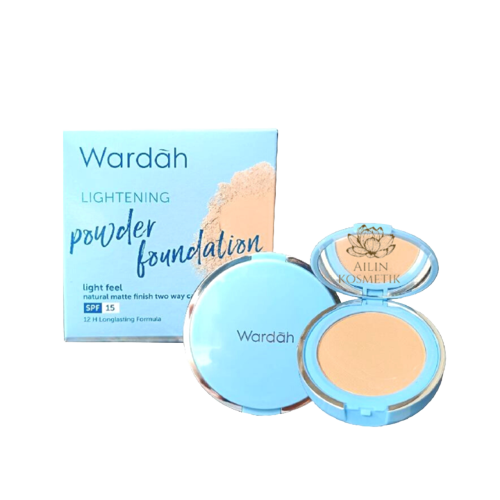 Wardah
LIGHTENING
powder
foundation
light feel
natural matte finish two way ca
SPF 15
12 H Longlasting Formula
Wardah
AILIN
KOSMETIK